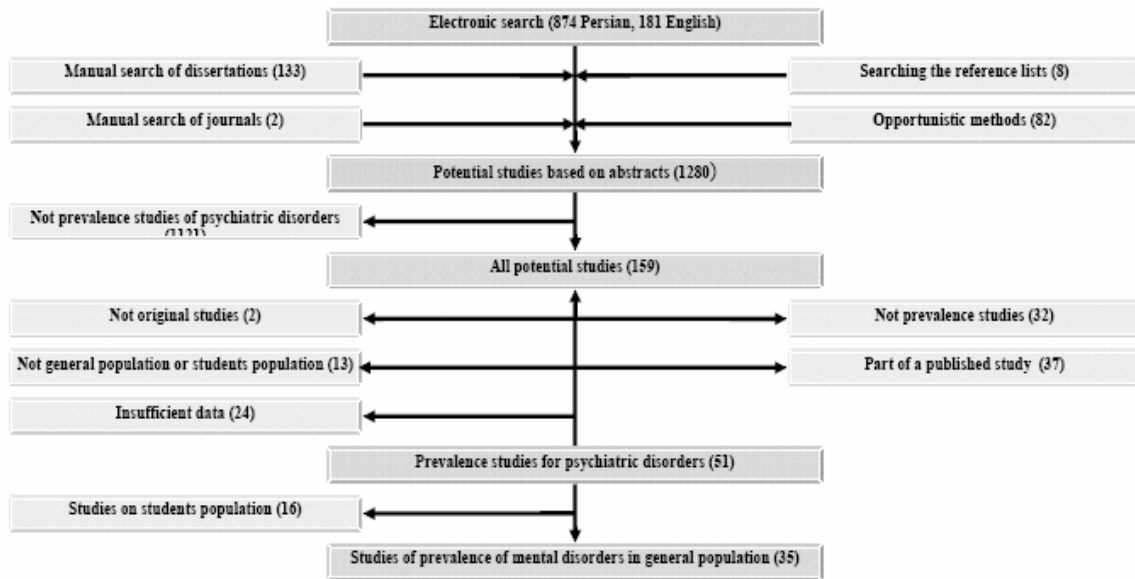 Electronic search (874 Persian, 181 English)
Manual search of dissertations (133)
Searching the reference lists (8)
Manual search of journals (2)
Opportunistic methods (82)
Potential studies based on abstracts (1280)
Not prevalence studies of psychiatric disorders
All potential studies (159)
Not original studies (2)
Not prevalence studies (32)
Not general population or students population (13)
Part of a published study (37)
Insufficient data (24)
Prevalence studies for psychiatric disorders (51)
Studies on students population (16)
Studies of prevalence of mental disorders in general population (35)